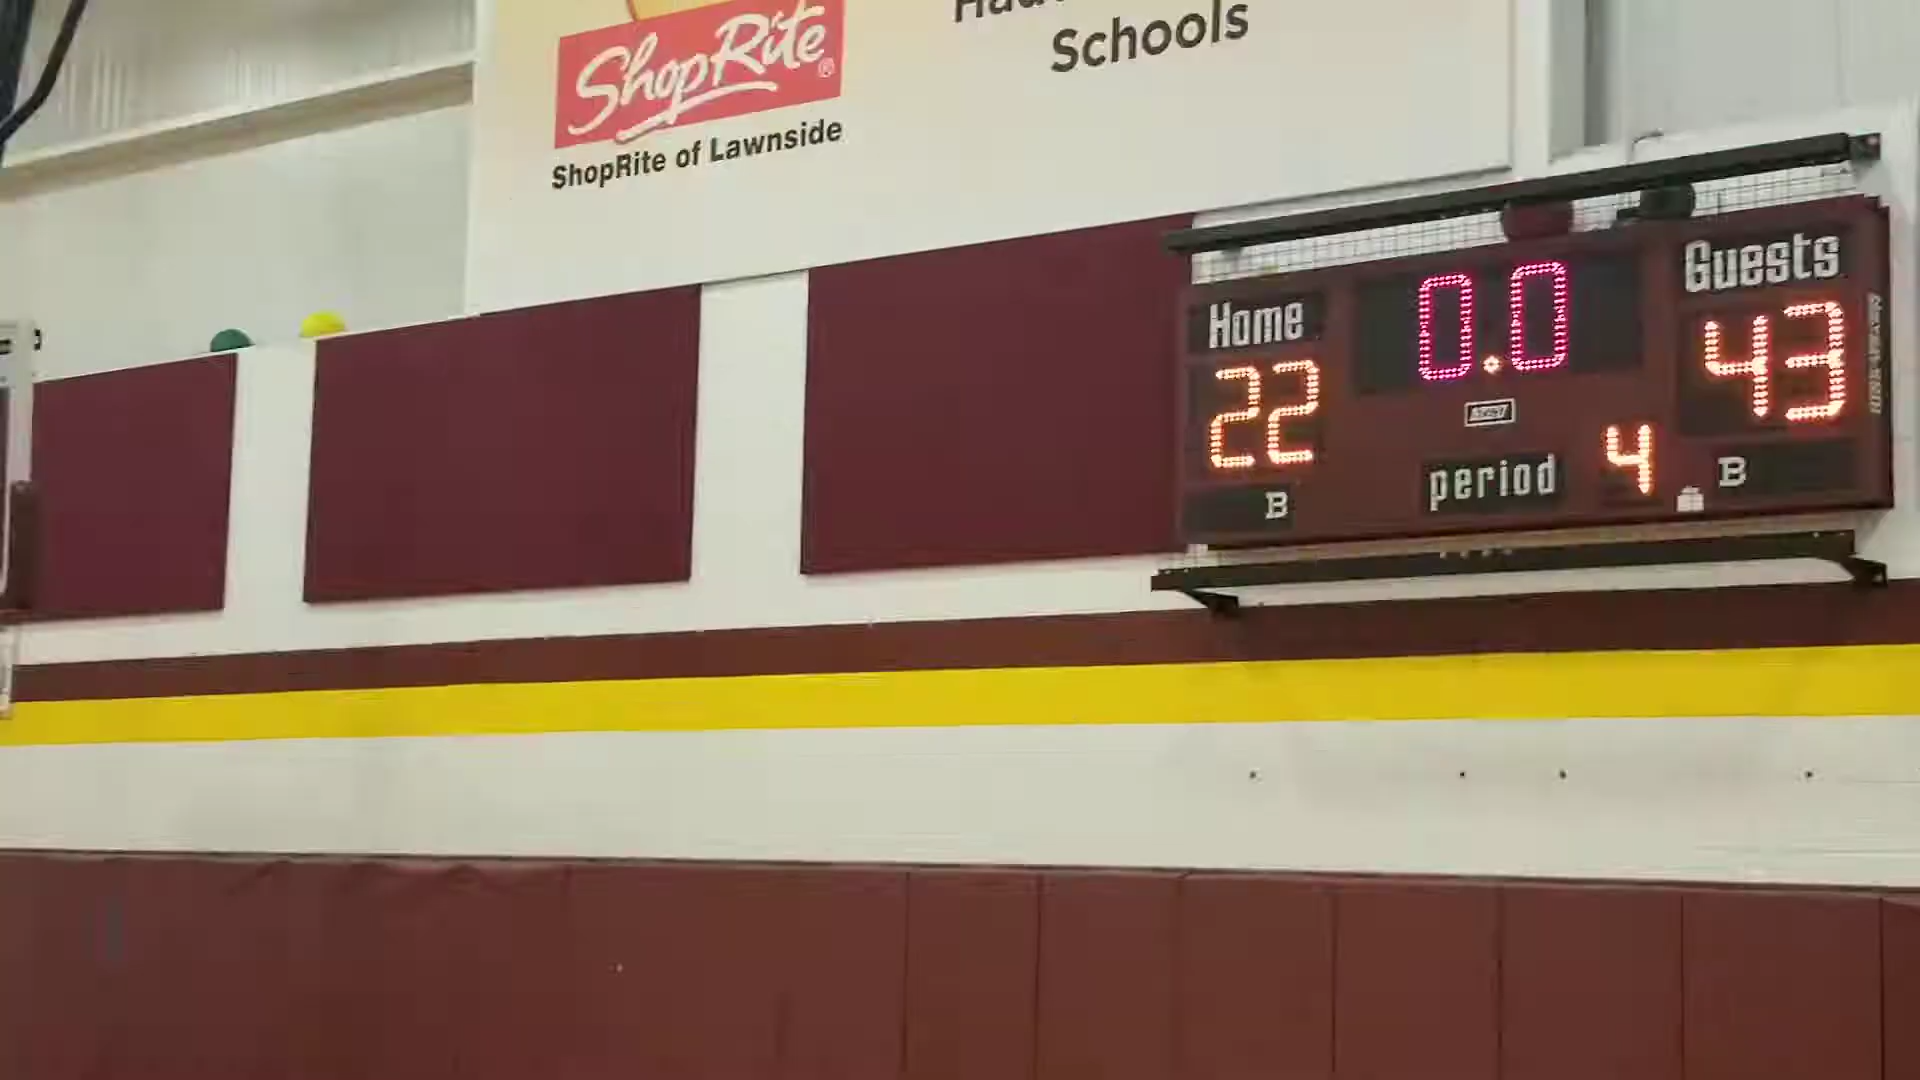 ShopRite®
ShopRite of Lawnside
Schools
Home
0.0
Guests
22
43
period
4
B
B